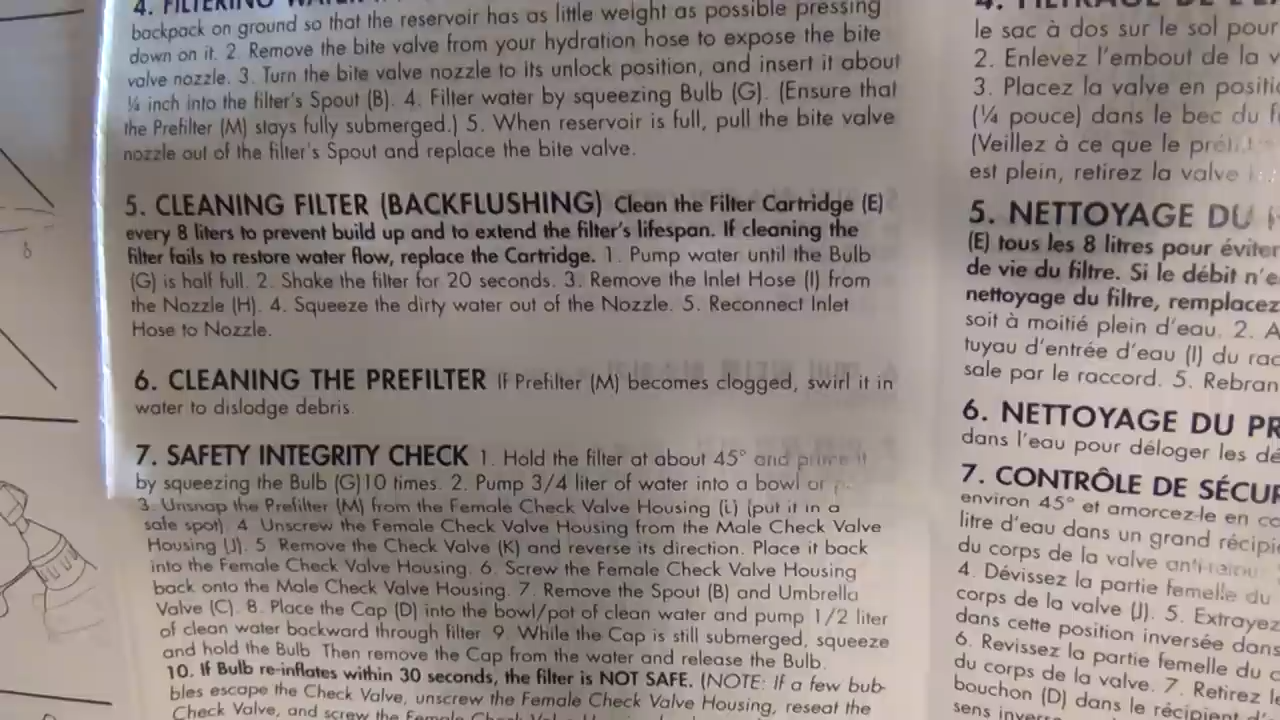 4. FILTERING
backpack on ground so that the reservoir has as little weight as possible pressing
down on it. 2. Remove the bite valve from your hydration hose to expose the bite
valve nozzle. 3. Turn the bite valve nozzle to its unlock position, and insert it about
¼ inch into the filter's Spout (B). 4. Filter water by squeezing Bulb (G). (Ensure that
the Prefilter (M) stays fully submerged.) 5. When reservoir is full, pull the bite valve
nozzle out of the filter's Spout and replace the bite valve.
5. CLEANING FILTER (BACKFLUSHING) Clean the Filter Cartridge (E)
every 8 liters to prevent build up and to extend the filter's lifespan. If cleaning the
filter fails to restore water flow, replace the Cartridge. 1. Pump water until the Bulb
(G) is half full. 2. Shake the filter for 20 seconds. 3. Remove the Inlet Hose (I) from
the Nozzle (H). 4. Squeeze the dirty water out of the Nozzle. 5. Reconnect Inlet
Hose to Nozzle.
6. CLEANING THE PREFILTER If Prefilter (M) becomes clogged, swirl it in
water to dislodge debris.
7. SAFETY INTEGRITY CHECK 1. Hold the filter at about 45° and prime it
by squeezing the Bulb (G)10 times. 2. Pump 3/4 liter of water into a bowl or
3. Unsnap the Prefilter (M) from the Female Check Valve Housing (L) (put it in a
safe spot). 4 Unscrew the Female Check Valve Housing from the Male Check Valve
Housing (J). 5. Remove the Check Valve (K) and reverse its direction. Place it back
into the Female Check Valve Housing. 6. Screw the Female Check Valve Housing
back onto the Male Check Valve Housing. 7. Remove the Spout (B) and Umbrella
Valve (C). 8. Place the Cap (D) into the bowl/pot of clean water and pump 1/2 liter
of clean water backward through filter 9. While the Cap is still submerged, squeeze
and hold the Bulb. Then remove the Cap from the water and release the Bulb.
10. If Bulb re-inflates within 30 seconds, the filter is NOT SAFE. (NOTE: If a few bub-
bles escape the Check Valve, unscrew the Female Check Valve Housing, reseat the
Check Valve, and screw the Female Check Valve
4. FILTRAGE DE L'E
le sac à dos sur le sol pour
2. Enlevez l'embout de la v
3. Placez la valve en positi
(¼ pouce) dans le bec du f
(Veillez à ce que le
est plein, retirez la valve
5. NETTOYAGE DU
(E) tous les 8 litres pour éviter
de vie du filtre. Si le débit n'e
nettoyage du filtre, remplacez
soit à moitié plein d'eau. 2. A
tuyau d'entrée d'eau (I) du rac
sale par le raccord. 5. Rebran
6. NETTOYAGE DU PR
dans l'eau pour déloger les dé
7. CONTRÔLE DE SÉCUR
environ 45° et amorcez-le en co
litre d'eau dans un grand récipie
du corps de la valve anti-retour
4. Dévissez la partie femelle du
corps de la valve (J). 5. Extrayez
dans cette position inversée dans
6. Revissez la partie femelle du c
du corps de la valve. 7. Retirez l
bouchon (D) dans le récipient
sens inverse